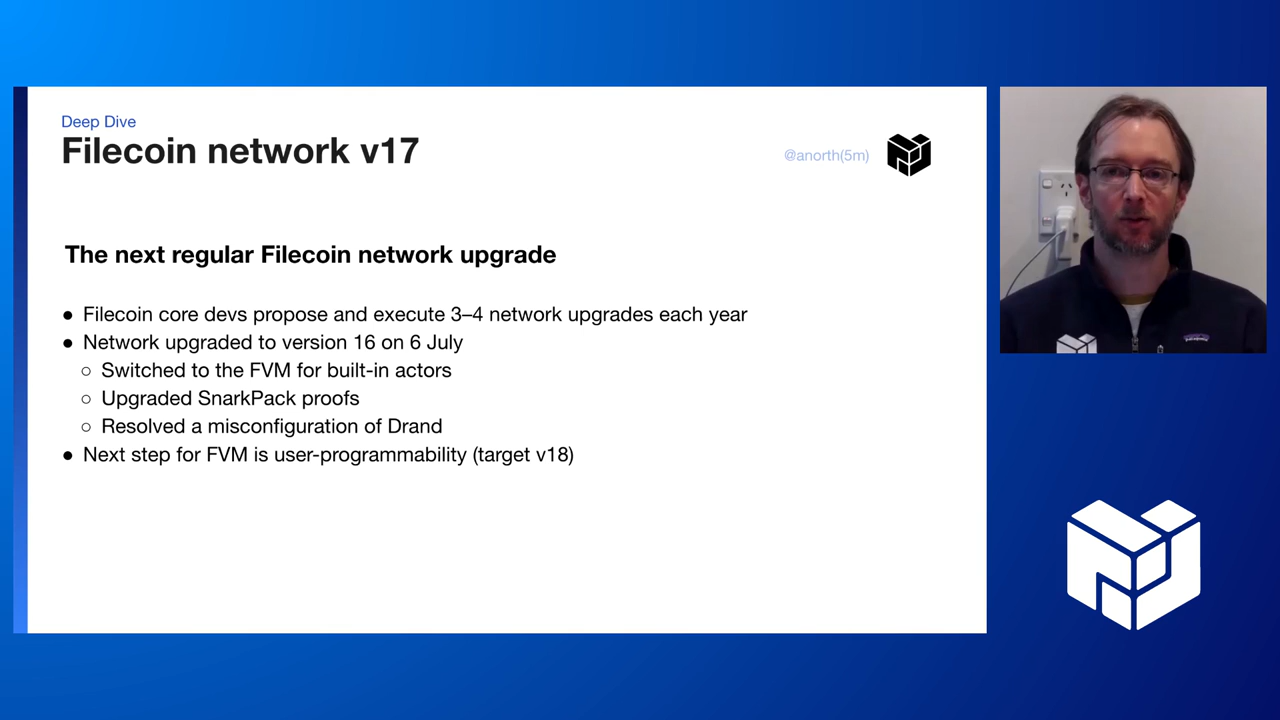 Deep Dive
Filecoin network v17
@anorth(5m)
The next regular Filecoin network upgrade
● Filecoin core devs propose and execute 3–4 network upgrades each year
● Network upgraded to version 16 on 6 July
○ Switched to the FVM for built-in actors
○ Upgraded SnarkPack proofs
○ Resolved a misconfiguration of Drand
● Next step for FVM is user-programmability (target v18)
patagonia